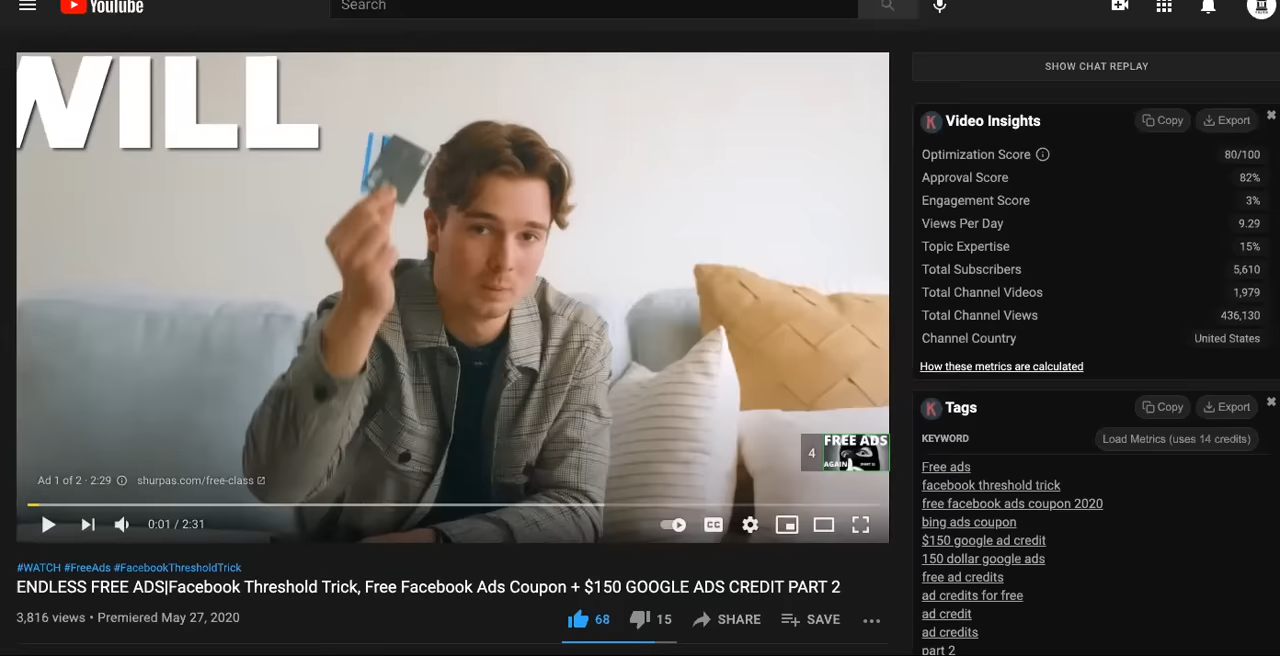 YouTube
Search
WILL
FREE ADS
4
AGAIN
Ad 1 of 2 · 2:29 shurpas.com/free-class
0:01 / 2:31
CC
#WATCH #FreeAds #FacebookThresholdTrick
ENDLESS FREE ADS|Facebook Threshold Trick, Free Facebook Ads Coupon + $150 GOOGLE ADS CREDIT PART 2
3,816 views • Premiered May 27, 2020
68 15 SHARE SAVE
SHOW CHAT REPLAY
K Video Insights Copy Export
Optimization Score 80/100
Approval Score 82%
Engagement Score 3%
Views Per Day 9.29
Topic Expertise 15%
Total Subscribers 5,610
Total Channel Videos 1,979
Total Channel Views 436,130
Channel Country United States
How these metrics are calculated
K Tags Copy Export
KEYWORD Load Metrics (uses 14 credits)
Free ads
facebook threshold trick
free facebook ads coupon 2020
bing ads coupon
$150 google ad credit
150 dollar google ads
free ad credits
ad credits for free
ad credit
ad credits
part 2